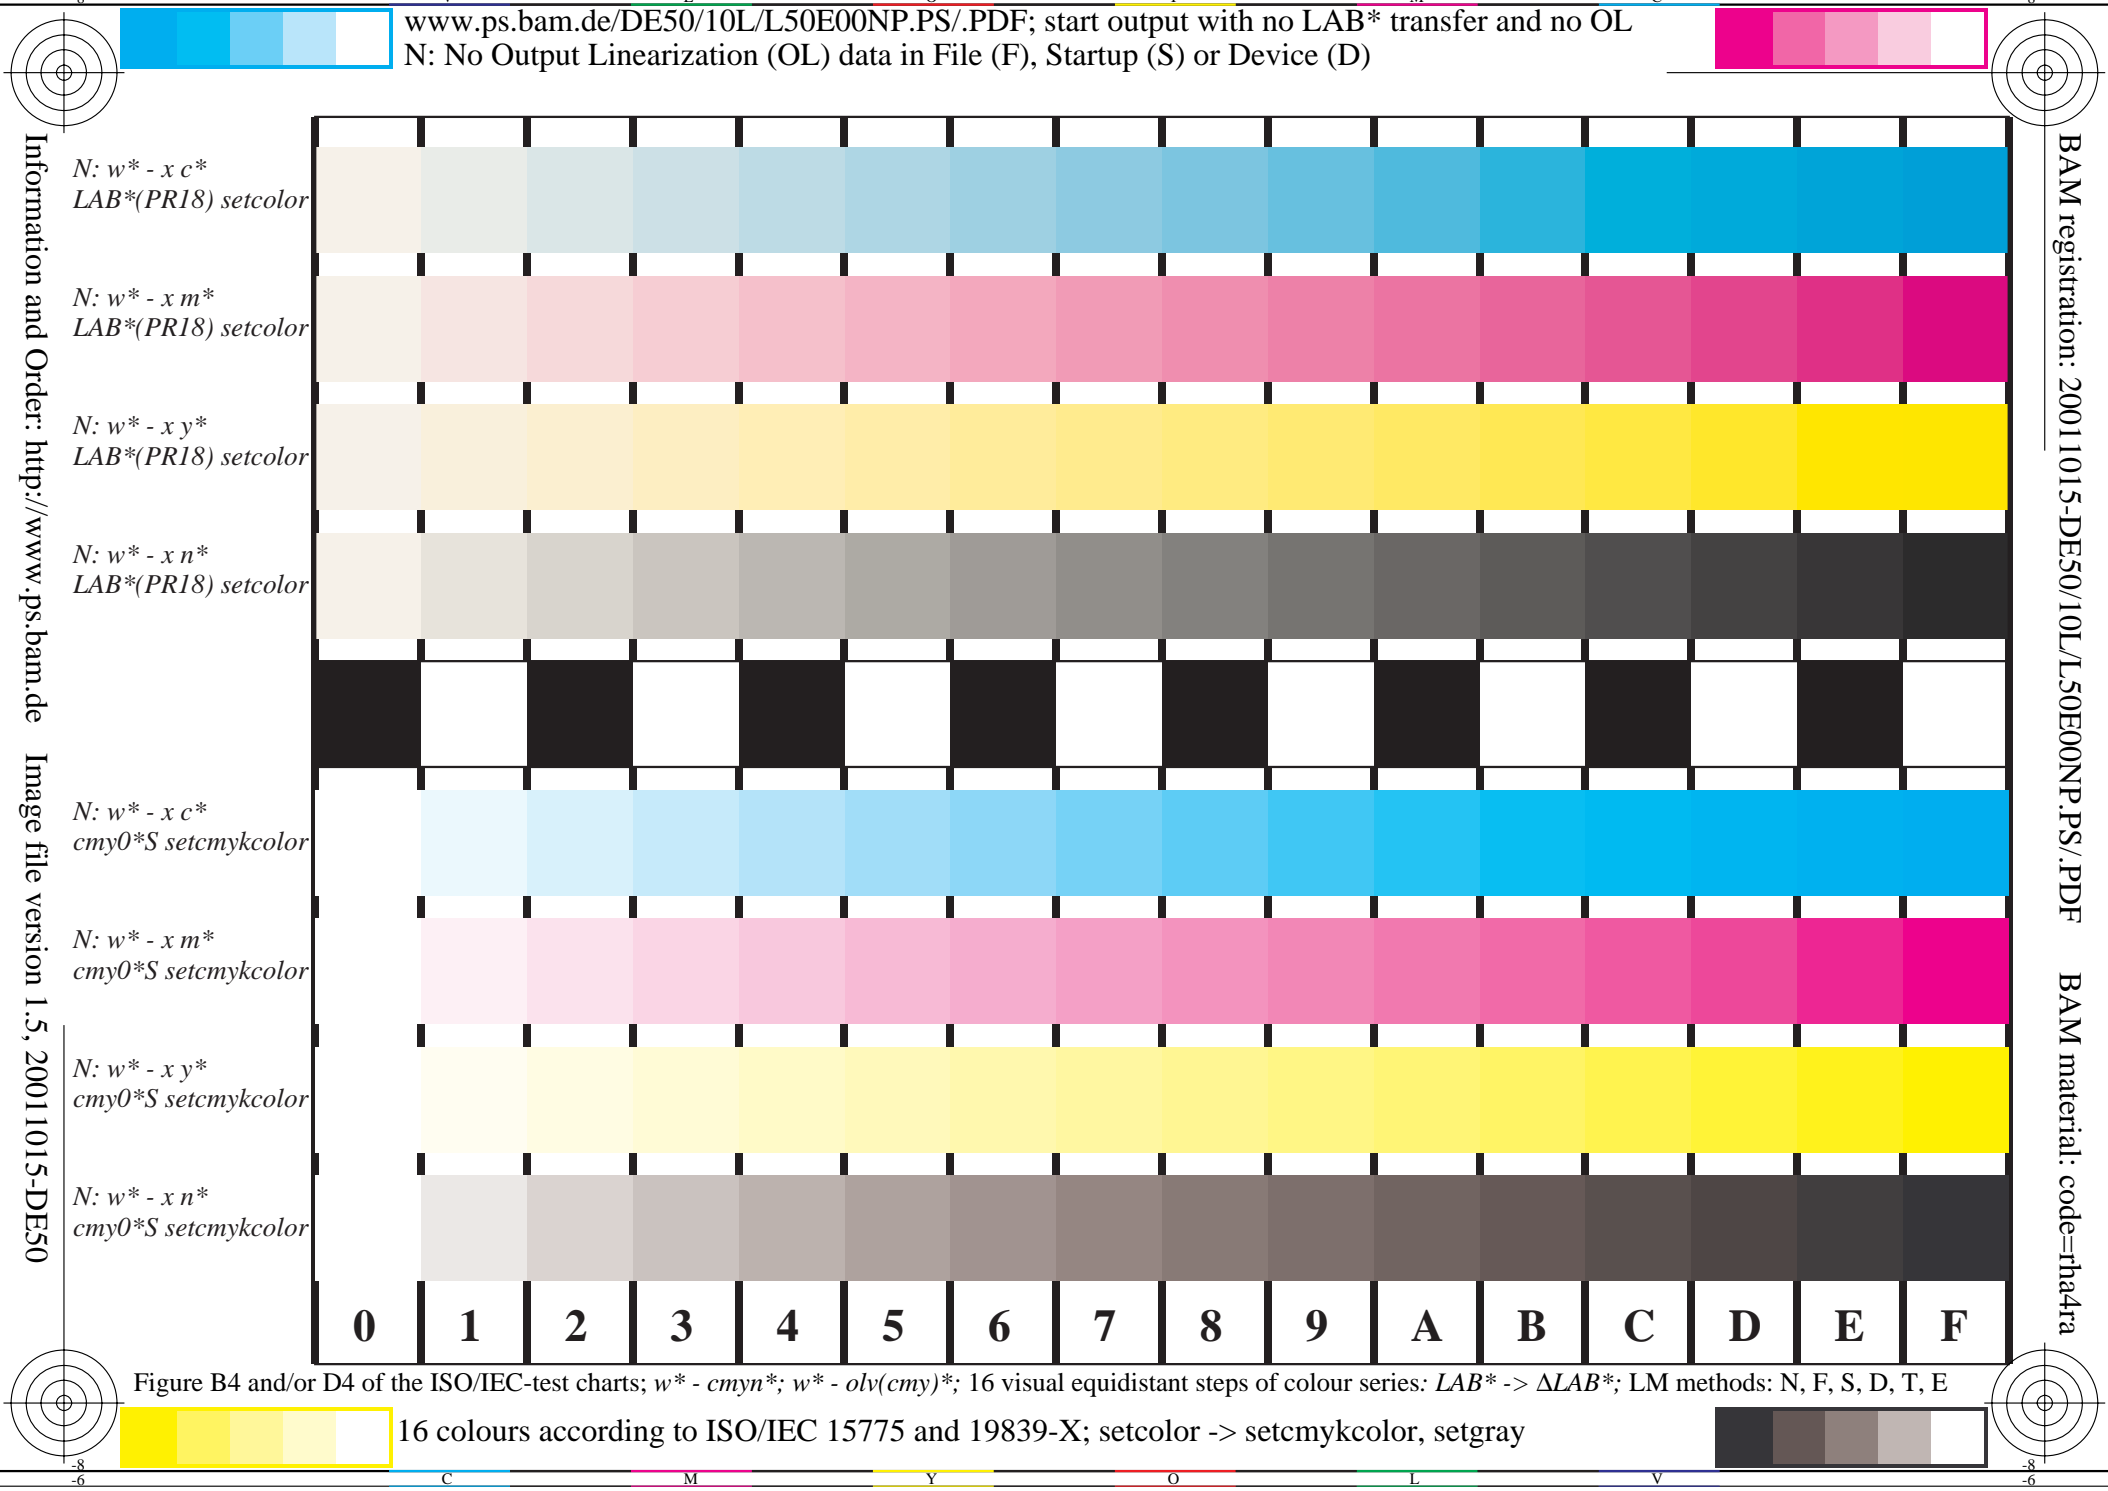 www.ps.bam.de/DE50/10L/L50E00NP.PS/.PDF; start output with no LAB* transfer and no OL
N: No Output Linearization (OL) data in File (F), Startup (S) or Device (D)
Information and Order: http://www.ps.bam.de Image file version 1.5, 20011015-DE50
BAM registration: 20011015-DE50/10L/L50E00NP.PS/.PDF BAM material: code=rha4ra
N: w* - x c*
LAB*(PR18) setcolor
N: w* - x m*
LAB*(PR18) setcolor
N: w* - x y*
LAB*(PR18) setcolor
N: w* - x n*
LAB*(PR18) setcolor
N: w* - x c*
cmy0*S setcmykcolor
N: w* - x m*
cmy0*S setcmykcolor
N: w* - x y*
cmy0*S setcmykcolor
N: w* - x n*
cmy0*S setcmykcolor
0 1 2 3 4 5 6 7 8 9 A B C D E F
Figure B4 and/or D4 of the ISO/IEC-test charts; w* - cmyn*; w* - olv(cmy)*; 16 visual equidistant steps of colour series: LAB* -> ΔLAB*; LM methods: N, F, S, D, T, E
16 colours according to ISO/IEC 15775 and 19839-X; setcolor -> setcmykcolor, setgray
-8 -8
-6 C M Y O L V -6